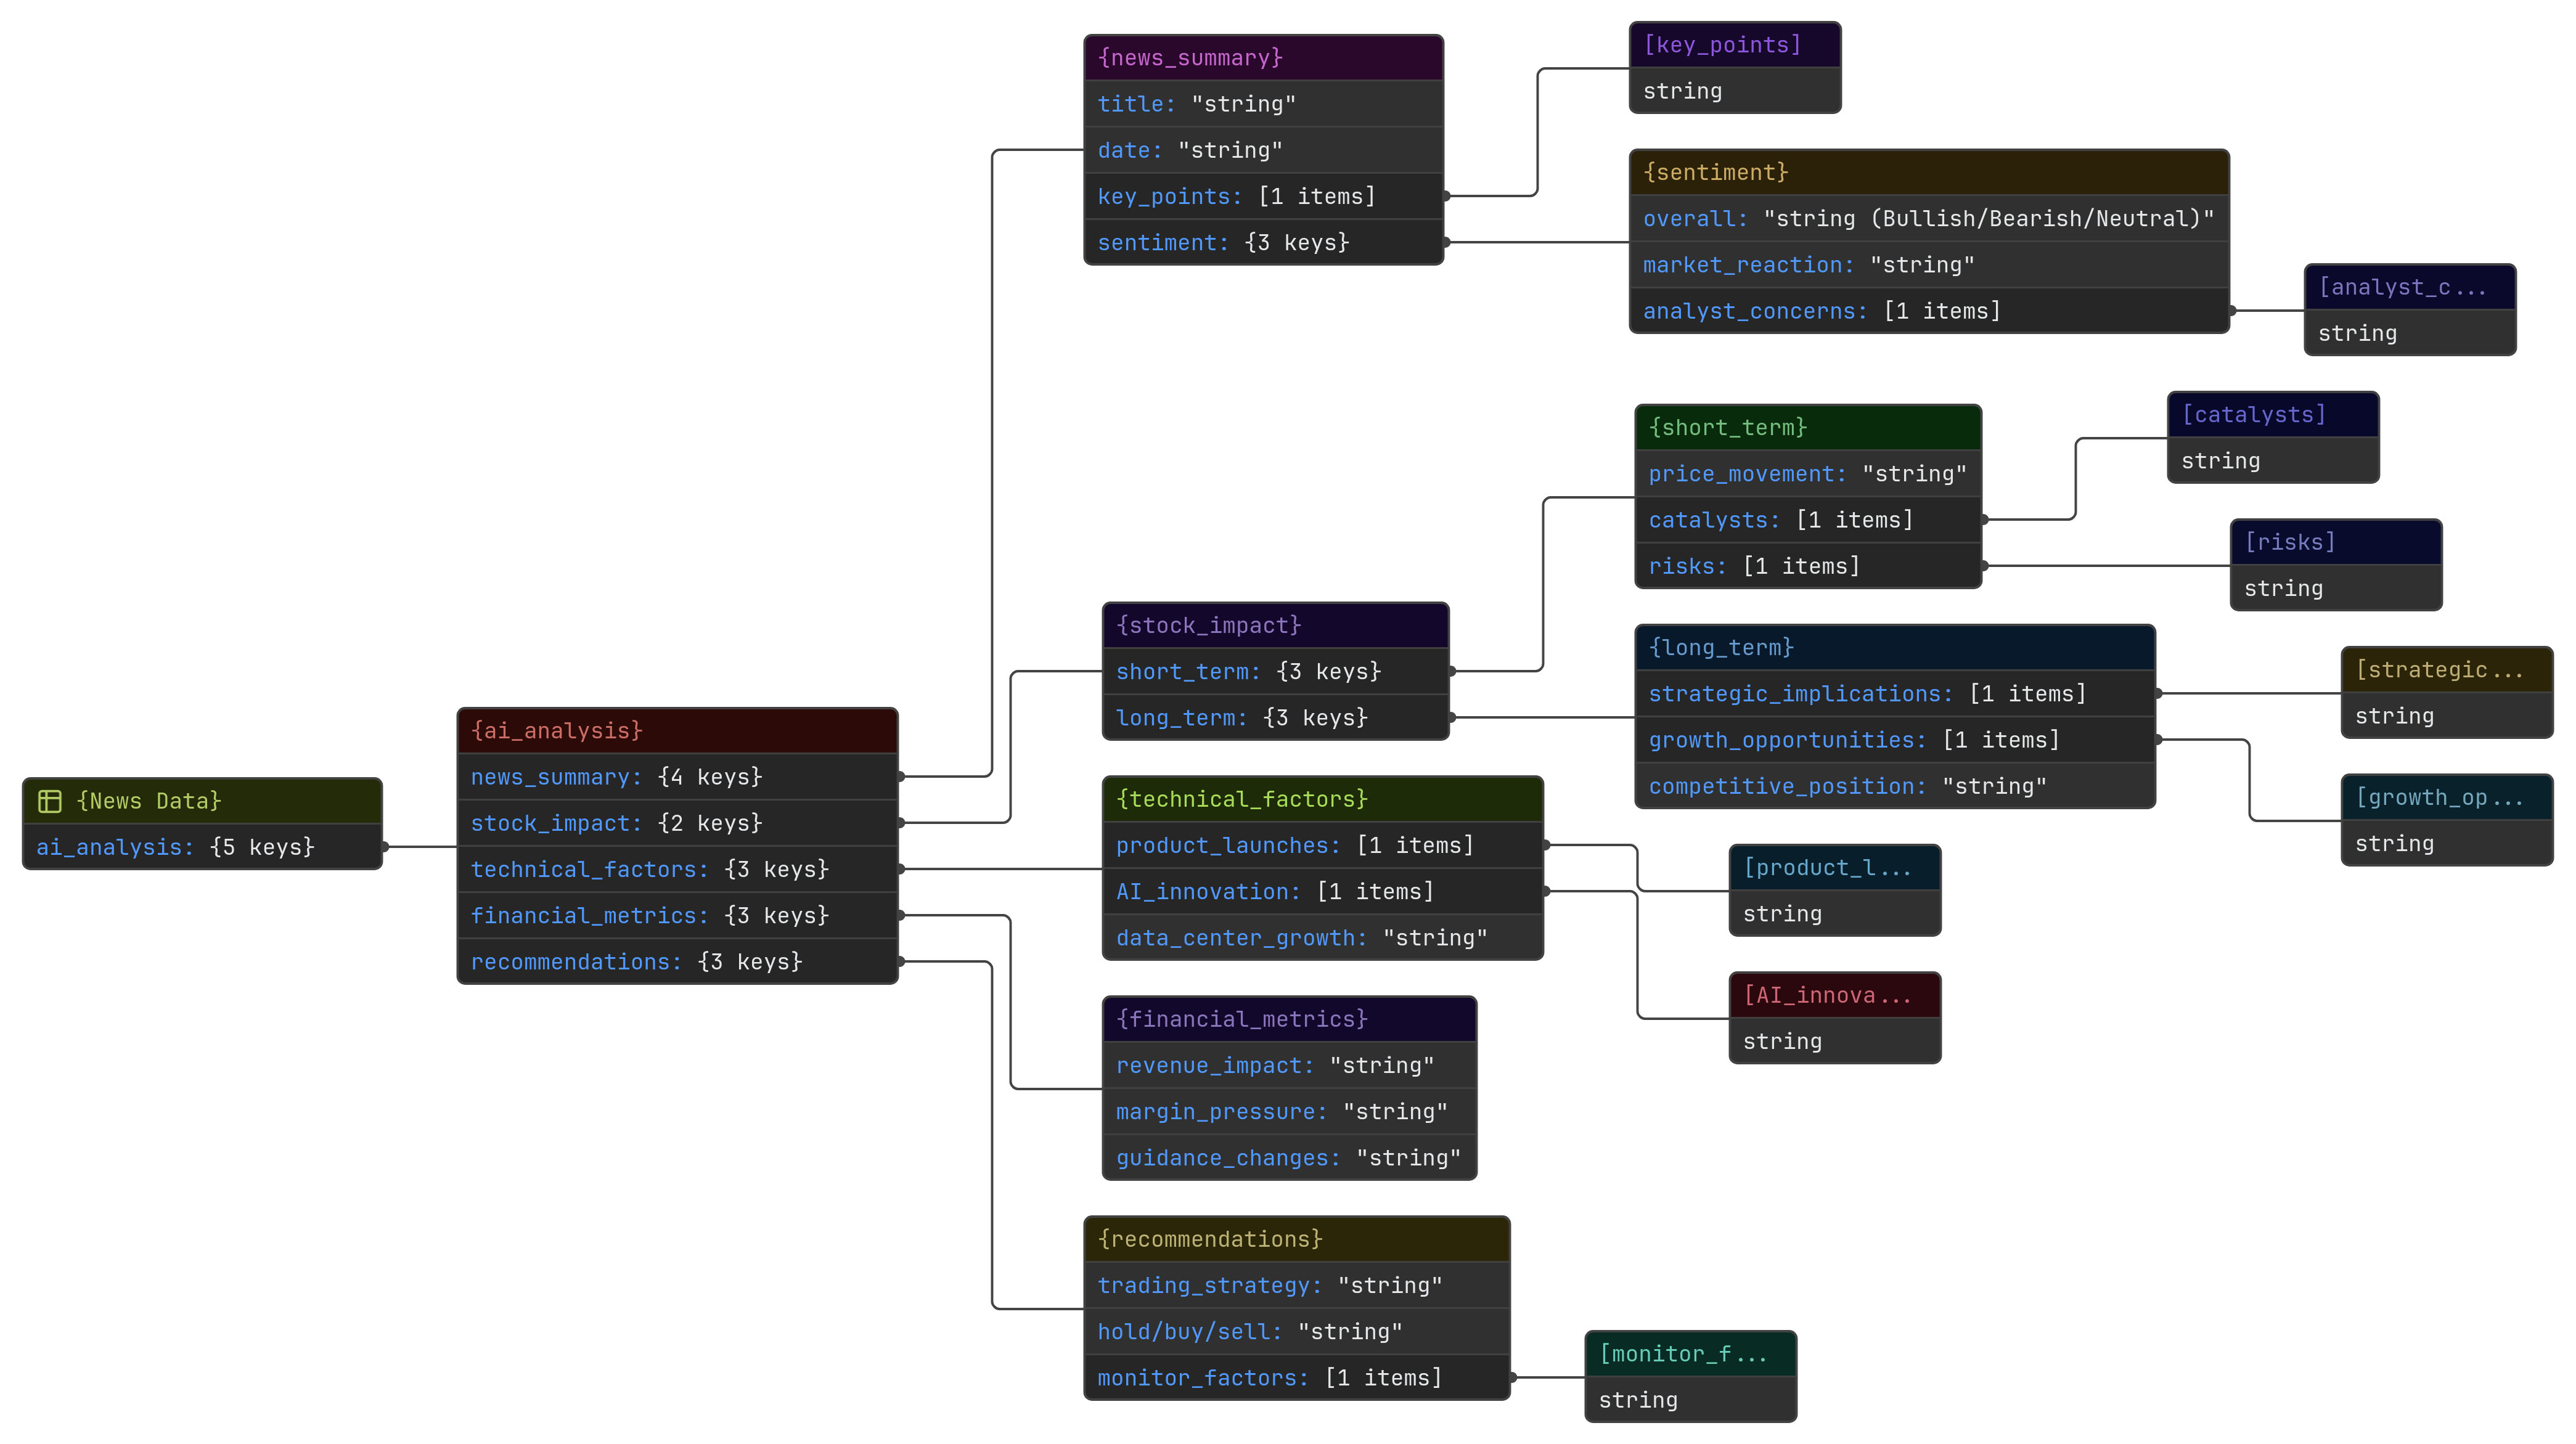 {News Data}
ai_analysis: {5 keys}
{ai_analysis}
news_summary: {4 keys}
stock_impact: {2 keys}
technical_factors: {3 keys}
financial_metrics: {3 keys}
recommendations: {3 keys}
{news_summary}
title: "string"
date: "string"
key_points: [1 items]
sentiment: {3 keys}
[key_points]
string
{sentiment}
overall: "string (Bullish/Bearish/Neutral)"
market_reaction: "string"
analyst_concerns: [1 items]
[analyst_c...
string
{stock_impact}
short_term: {3 keys}
long_term: {3 keys}
{short_term}
price_movement: "string"
catalysts: [1 items]
risks: [1 items]
[catalysts]
string
[risks]
string
{long_term}
strategic_implications: [1 items]
growth_opportunities: [1 items]
competitive_position: "string"
[strategic...
string
[growth_op...
string
{technical_factors}
product_launches: [1 items]
AI_innovation: [1 items]
data_center_growth: "string"
[product_l...
string
[AI_innova...
string
{financial_metrics}
revenue_impact: "string"
margin_pressure: "string"
guidance_changes: "string"
{recommendations}
trading_strategy: "string"
hold/buy/sell: "string"
monitor_factors: [1 items]
[monitor_f...
string